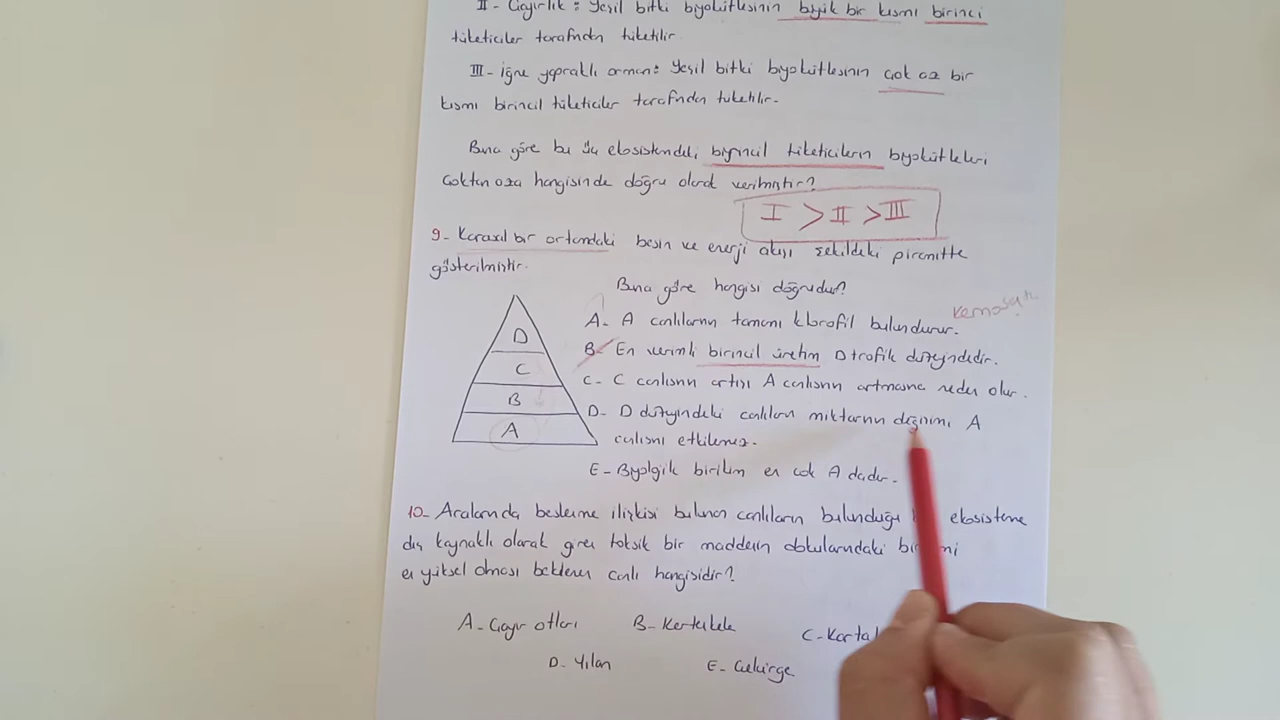 II - Çayırlık : Yeşil bitki biyokütlesinin büyük bir kısmı birinci
tüketiciler tarafından tüketilir
III - iğne yapraklı orman : Yeşil bitki biyokütlesinin çok az bir
kısmı birincil tüketiciler tarafından tüketilir.
Buna göre bu üç ekosistemdeki birincil tüketicilerin biyokütleleri
çoktan aza hangisinde doğru olarak verilmiştir?
I > II > III
9- Karasal bir ortamdaki besin ve enerji akışı şekildeki piramitte
gösterilmiştir.
Buna göre hangisi doğrudur?
A- A canlılarının tamamı klorofil bulundurur.
B- En verimli birincil üretim D trofik düzeyindedir.
C - C canlısının artışı A canlısının artmasına neden olur.
D- D düzeyindeki canlıların miktarının değişimi A
canlısını etkilemez.
E - Biyolojik birikim en çok A dadır.
D
C
B
A
10- Aralarında beslenme ilişkisi bulunan canlıların bulunduğu ekosisteme
dış kaynaklı olarak giren toksik bir maddenin dokularındaki
en yüksek olması beklenen canlı hangisidir?
A - Çayır otları
B - Kertenkele
C - Kartal
D- Yılan
E- Çekirge